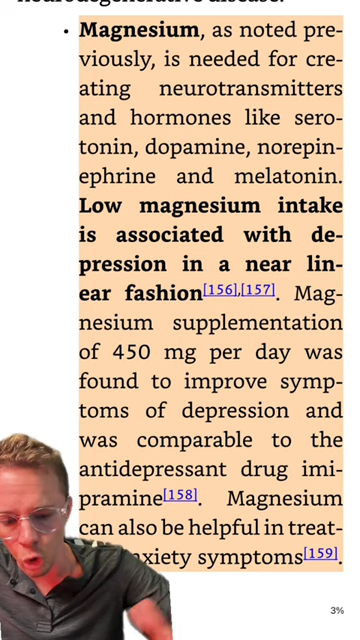 neurodegenerative disease.
• Magnesium, as noted pre-
viously, is needed for cre-
ating neurotransmitters
and hormones like sero-
tonin, dopamine, norepin-
ephrine and melatonin.
Low magnesium intake
is associated with de-
pression in a near lin-
ear fashion[156],[157]. Mag-
nesium supplementation
of 450 mg per day was
found to improve symp-
toms of depression and
was comparable to the
antidepressant drug imi-
pramine[158]. Magnesium
can also be helpful in treat-
xiety symptoms[159].
3%